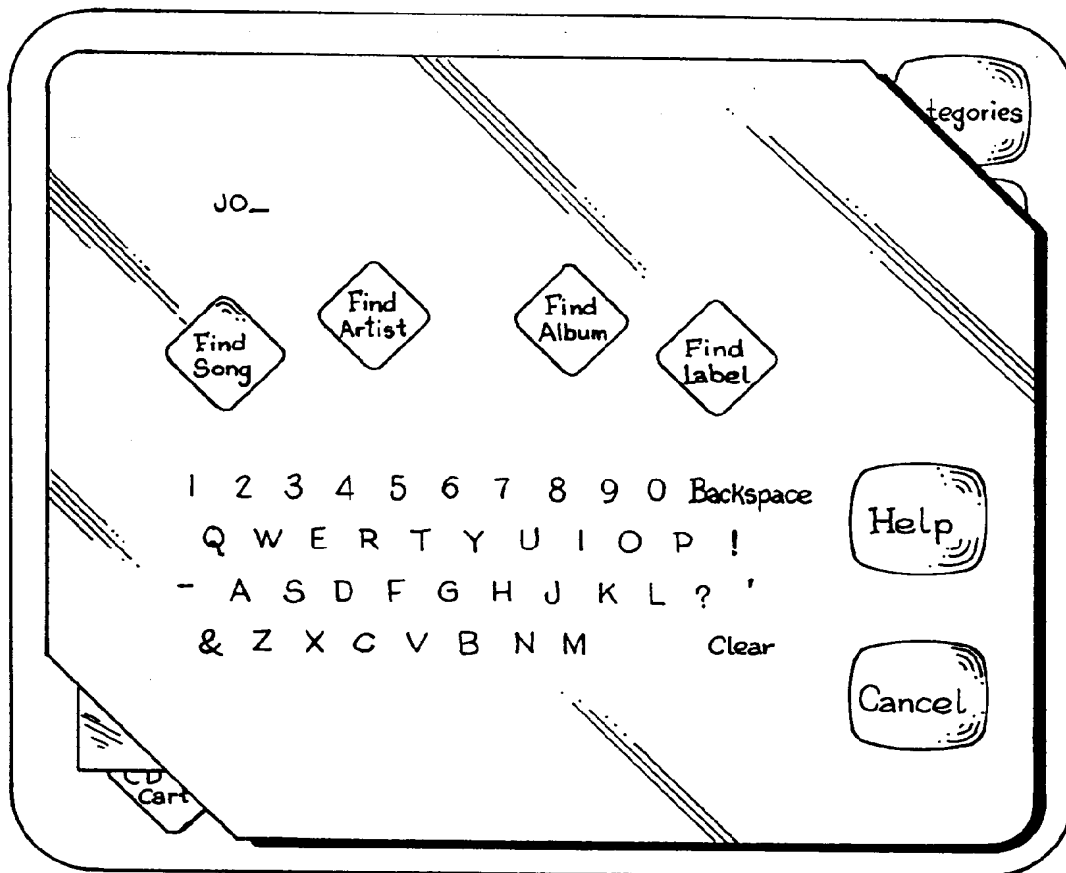 tegories
JO_
Find Song
Find Artist
Find Album
Find Label
1 2 3 4 5 6 7 8 9 0 Backspace
Q W E R T Y U I O P !
- A S D F G H J K L ? '
& Z X C V B N M Clear
Help
Cancel
CD
Cart